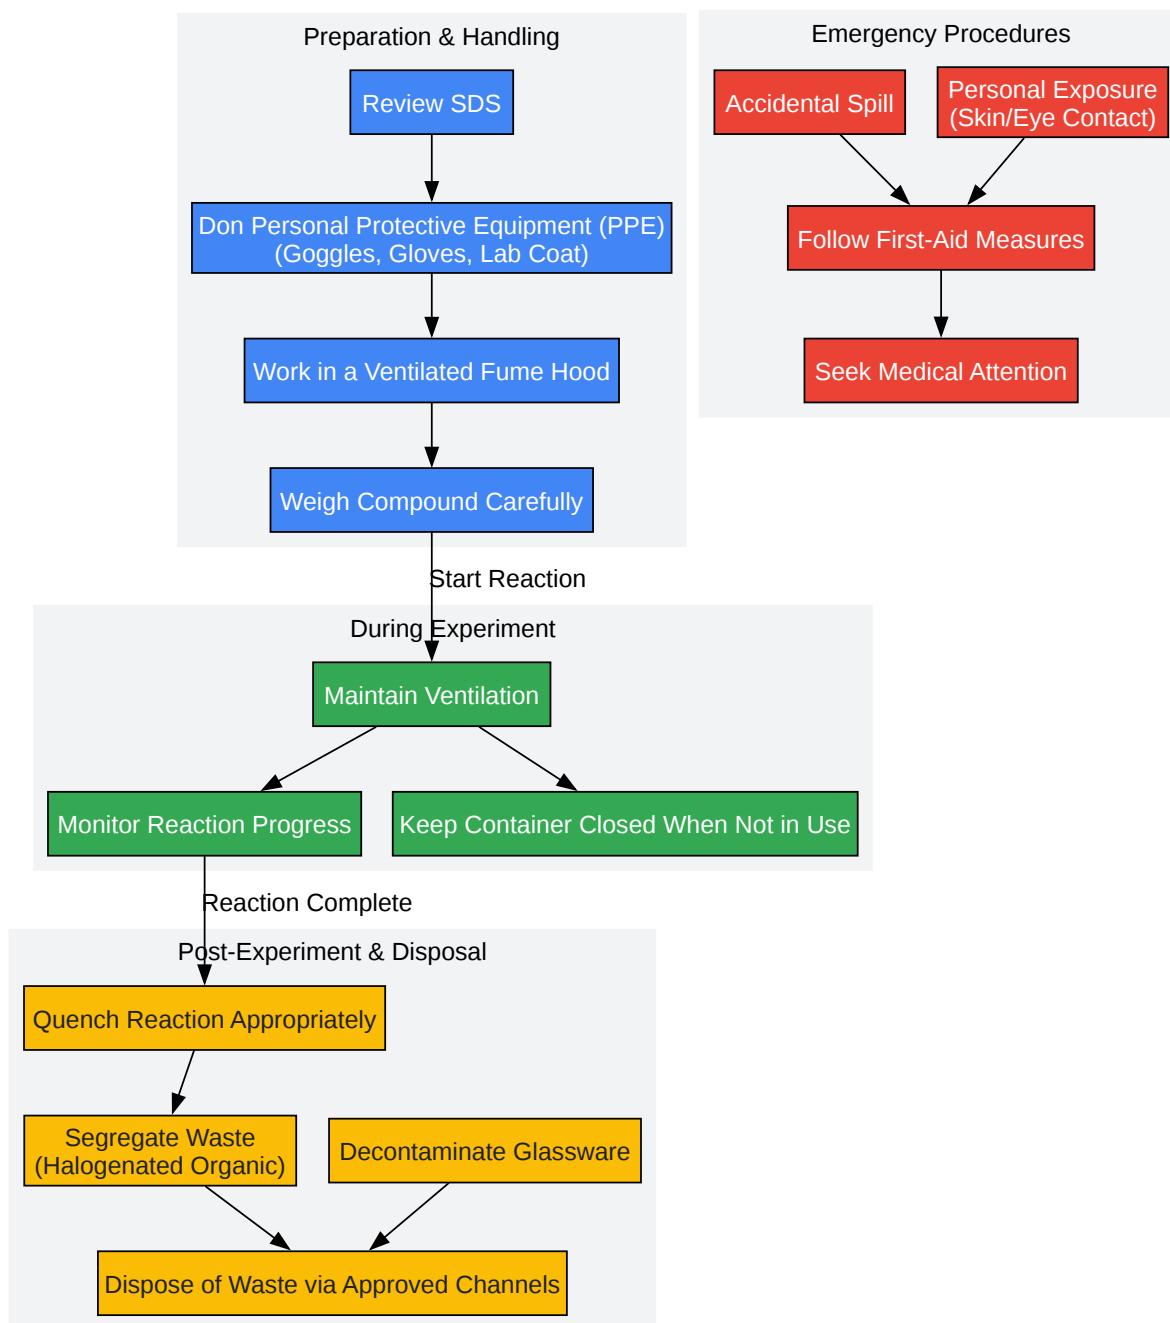 Preparation & Handling
Review SDS
Don Personal Protective Equipment (PPE)
(Goggles, Gloves, Lab Coat)
Work in a Ventilated Fume Hood
Weigh Compound Carefully
Emergency Procedures
Accidental Spill
Personal Exposure
(Skin/Eye Contact)
Follow First-Aid Measures
Seek Medical Attention
Start Reaction
During Experiment
Maintain Ventilation
Monitor Reaction Progress
Keep Container Closed When Not in Use
Reaction Complete
Post-Experiment & Disposal
Quench Reaction Appropriately
Segregate Waste
(Halogenated Organic)
Decontaminate Glassware
Dispose of Waste via Approved Channels